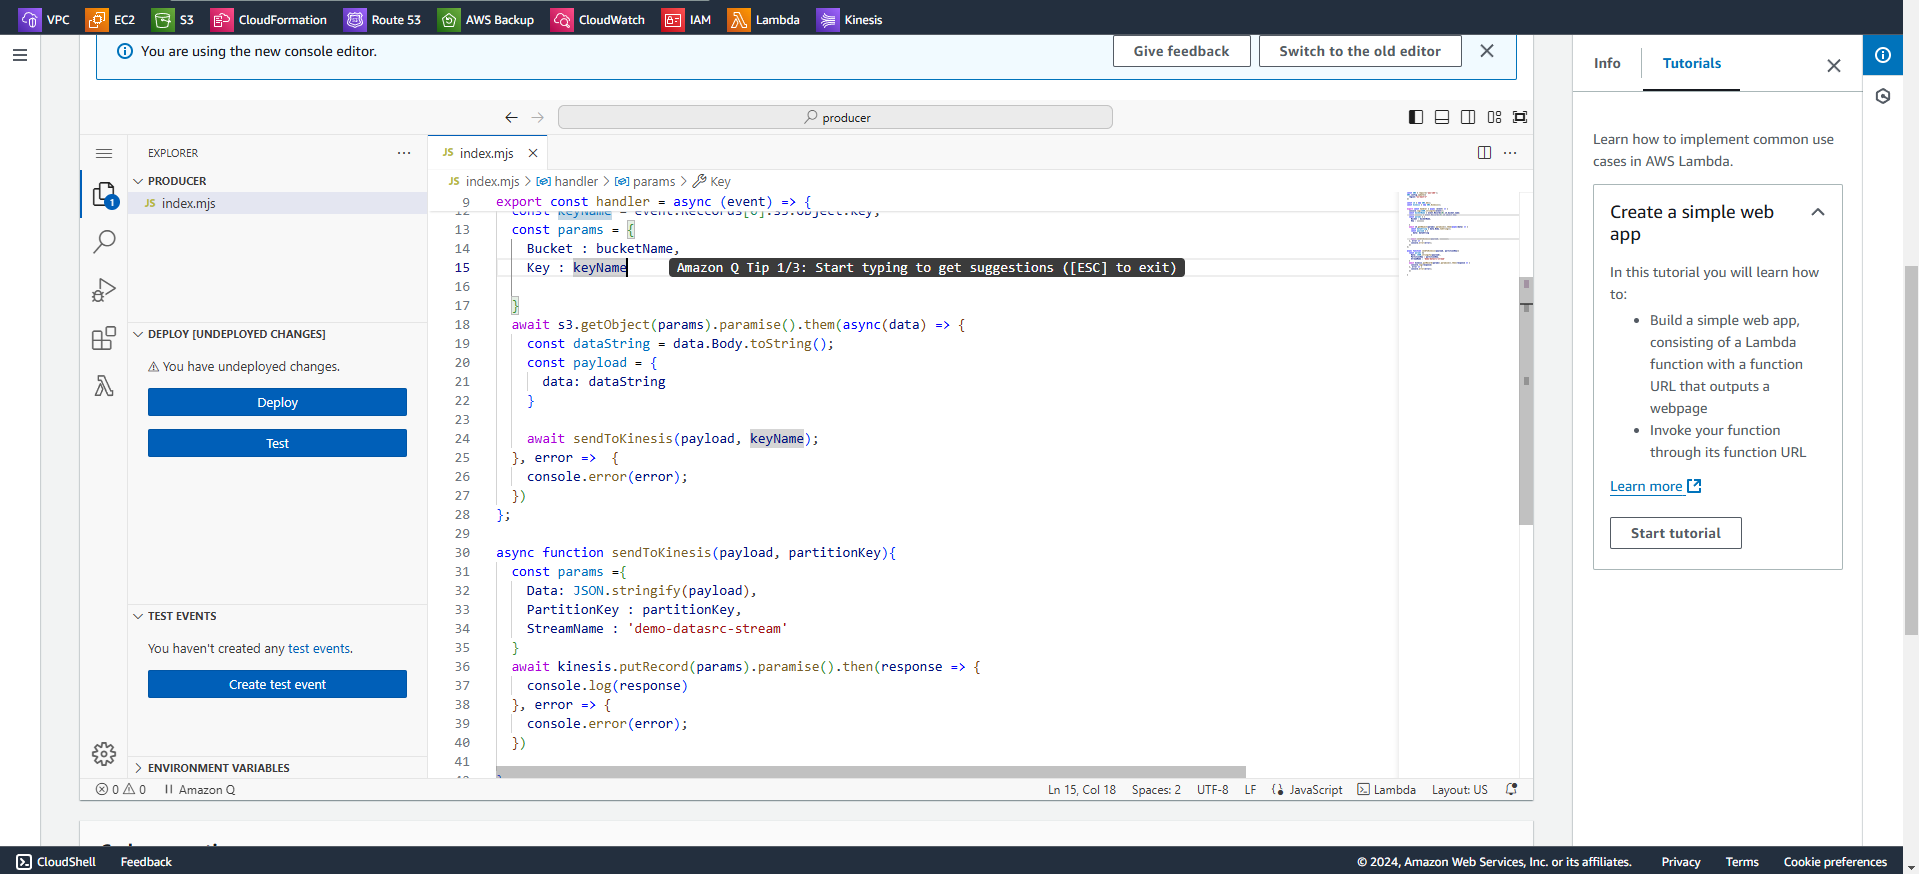 VPC EC2 S3 CloudFormation Route 53 AWS Backup CloudWatch IAM Lambda Kinesis
You are using the new console editor.
Give feedback
Switch to the old editor
producer
EXPLORER
PRODUCER
JS index.mjs
DEPLOY [UNDEPLOYED CHANGES]
You have undeployed changes.
Deploy
Test
TEST EVENTS
You haven't created any test events.
Create test event
ENVIRONMENT VARIABLES
1
JS index.mjs
JS index.mjs > handler > params > Key
9 export const handler = async (event) => {
12 const keyName = event.Reccords[0].s3.object.key;
13 const params = {
14 Bucket : bucketName,
15 Key : keyName Amazon Q Tip 1/3: Start typing to get suggestions ([ESC] to exit)
16
17 }
18 await s3.getObject(params).paramise().them(async(data) => {
19 const dataString = data.Body.toString();
20 const payload = {
21 data: dataString
22 }
23
24 await sendToKinesis(payload, keyName);
25 }, error =>  {
26 console.error(error);
27 })
28 };
29
30 async function sendToKinesis(payload, partitionKey){
31 const params ={
32 Data: JSON.stringify(payload),
33 PartitionKey : partitionKey,
34 StreamName : 'demo-datasrc-stream'
35 }
36 await kinesis.putRecord(params).paramise().then(response => {
37 console.log(response)
38 }, error => {
39 console.error(error);
40 })
41
0 0 Amazon Q Ln 15, Col 18 Spaces: 2 UTF-8 LF JavaScript Lambda Layout: US
Info
Tutorials
Learn how to implement common use
cases in AWS Lambda.
Create a simple web
app
In this tutorial you will learn how
to:
• Build a simple web app,
consisting of a Lambda
function with a function
URL that outputs a
webpage
• Invoke your function
through its function URL
Learn more
Start tutorial
CloudShell Feedback © 2024, Amazon Web Services, Inc. or its affiliates. Privacy Terms Cookie preferences